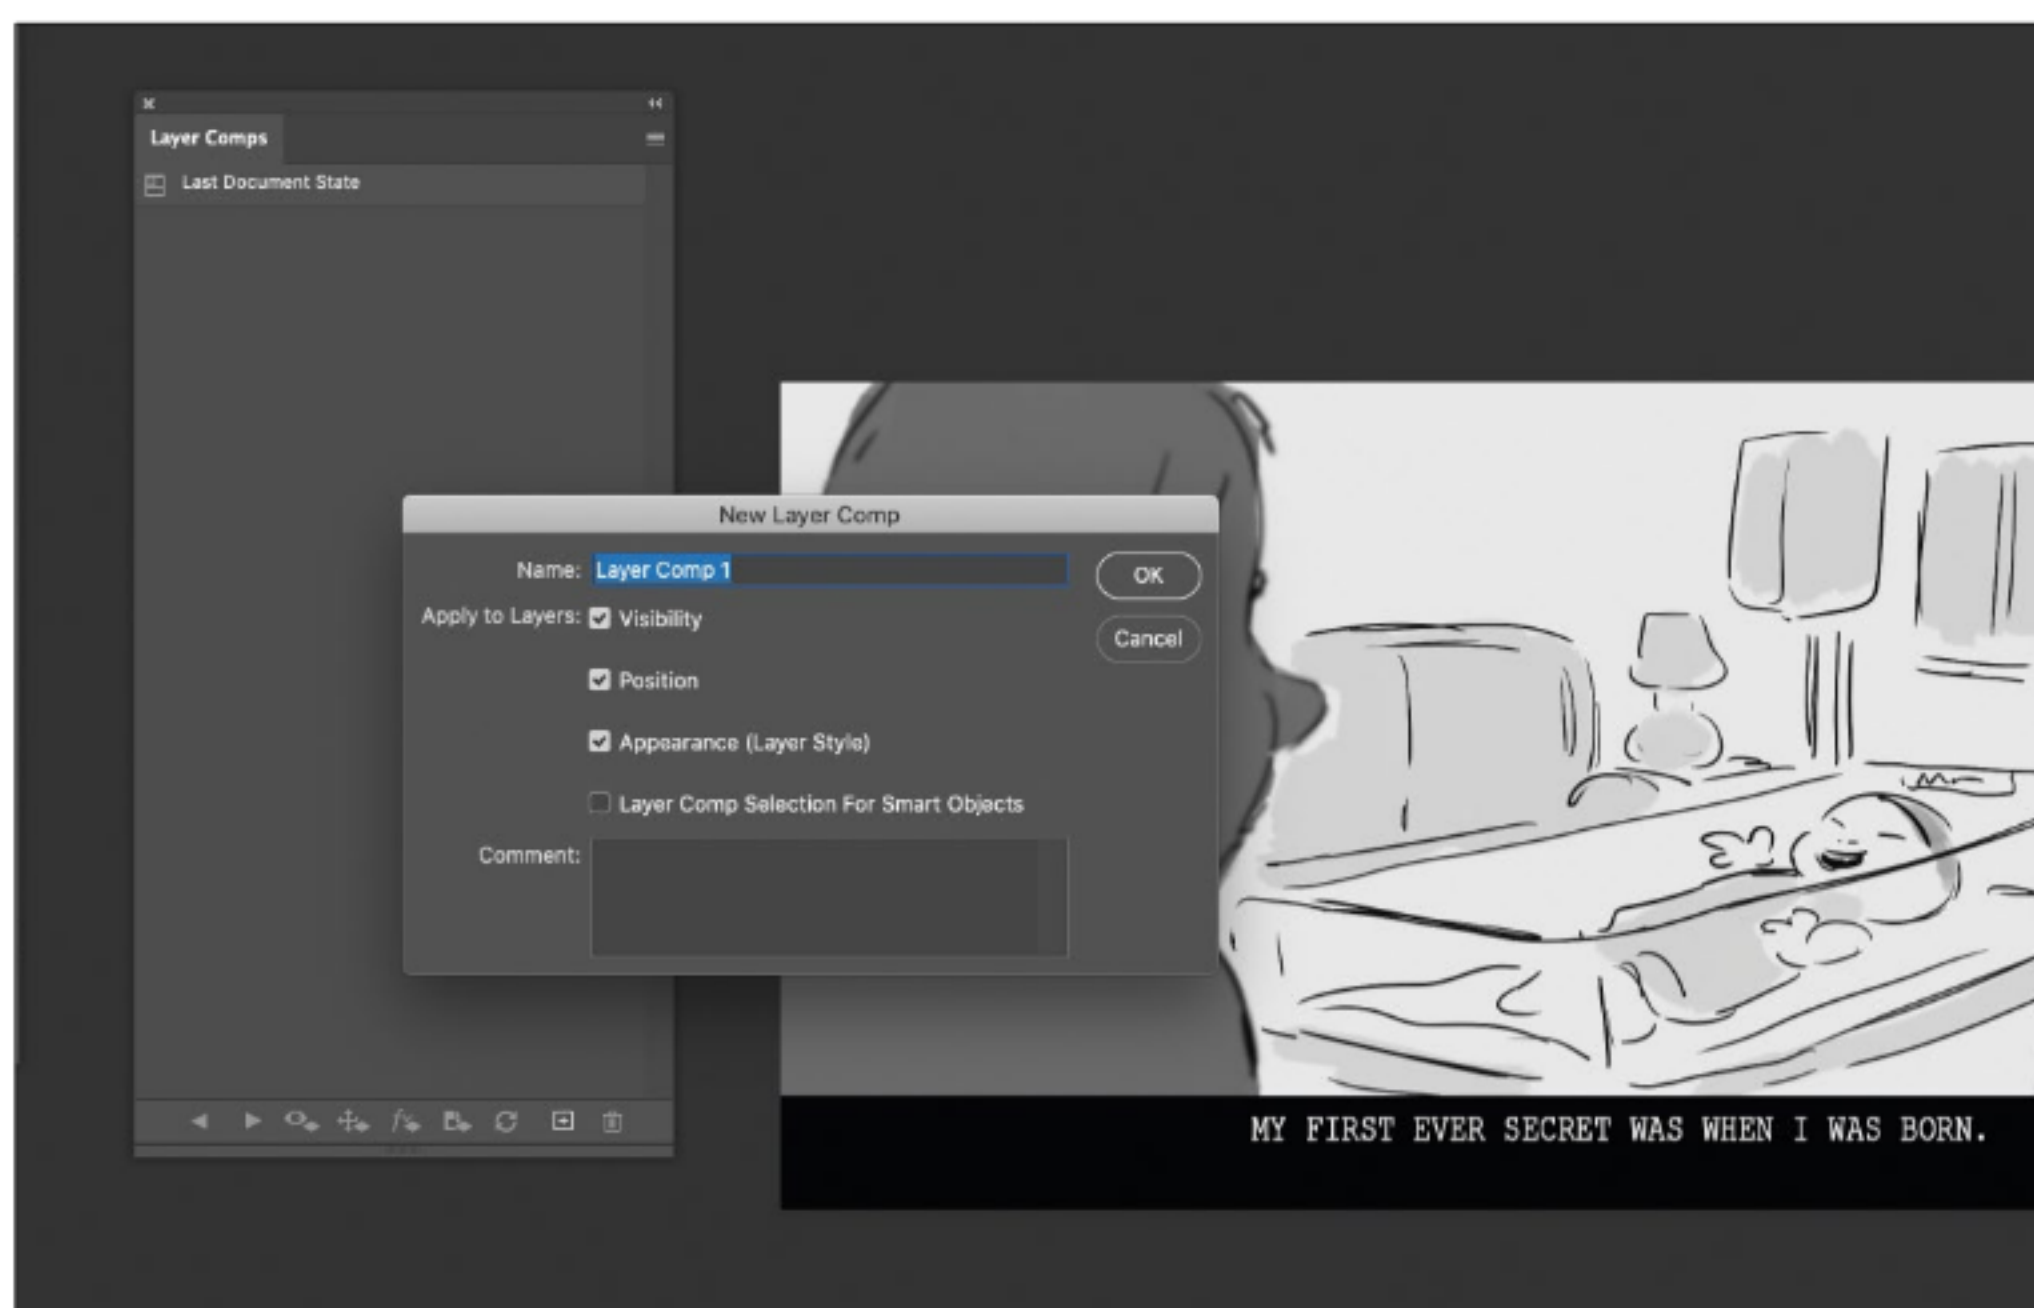 Layer Comps
Last Document State
New Layer Comp
Name: Layer Comp 1
OK
Apply to Layers: Visibility
Cancel
Position
Appearance (Layer Style)
Layer Comp Selection For Smart Objects
Comment:
MY FIRST EVER SECRET WAS WHEN I WAS BORN.